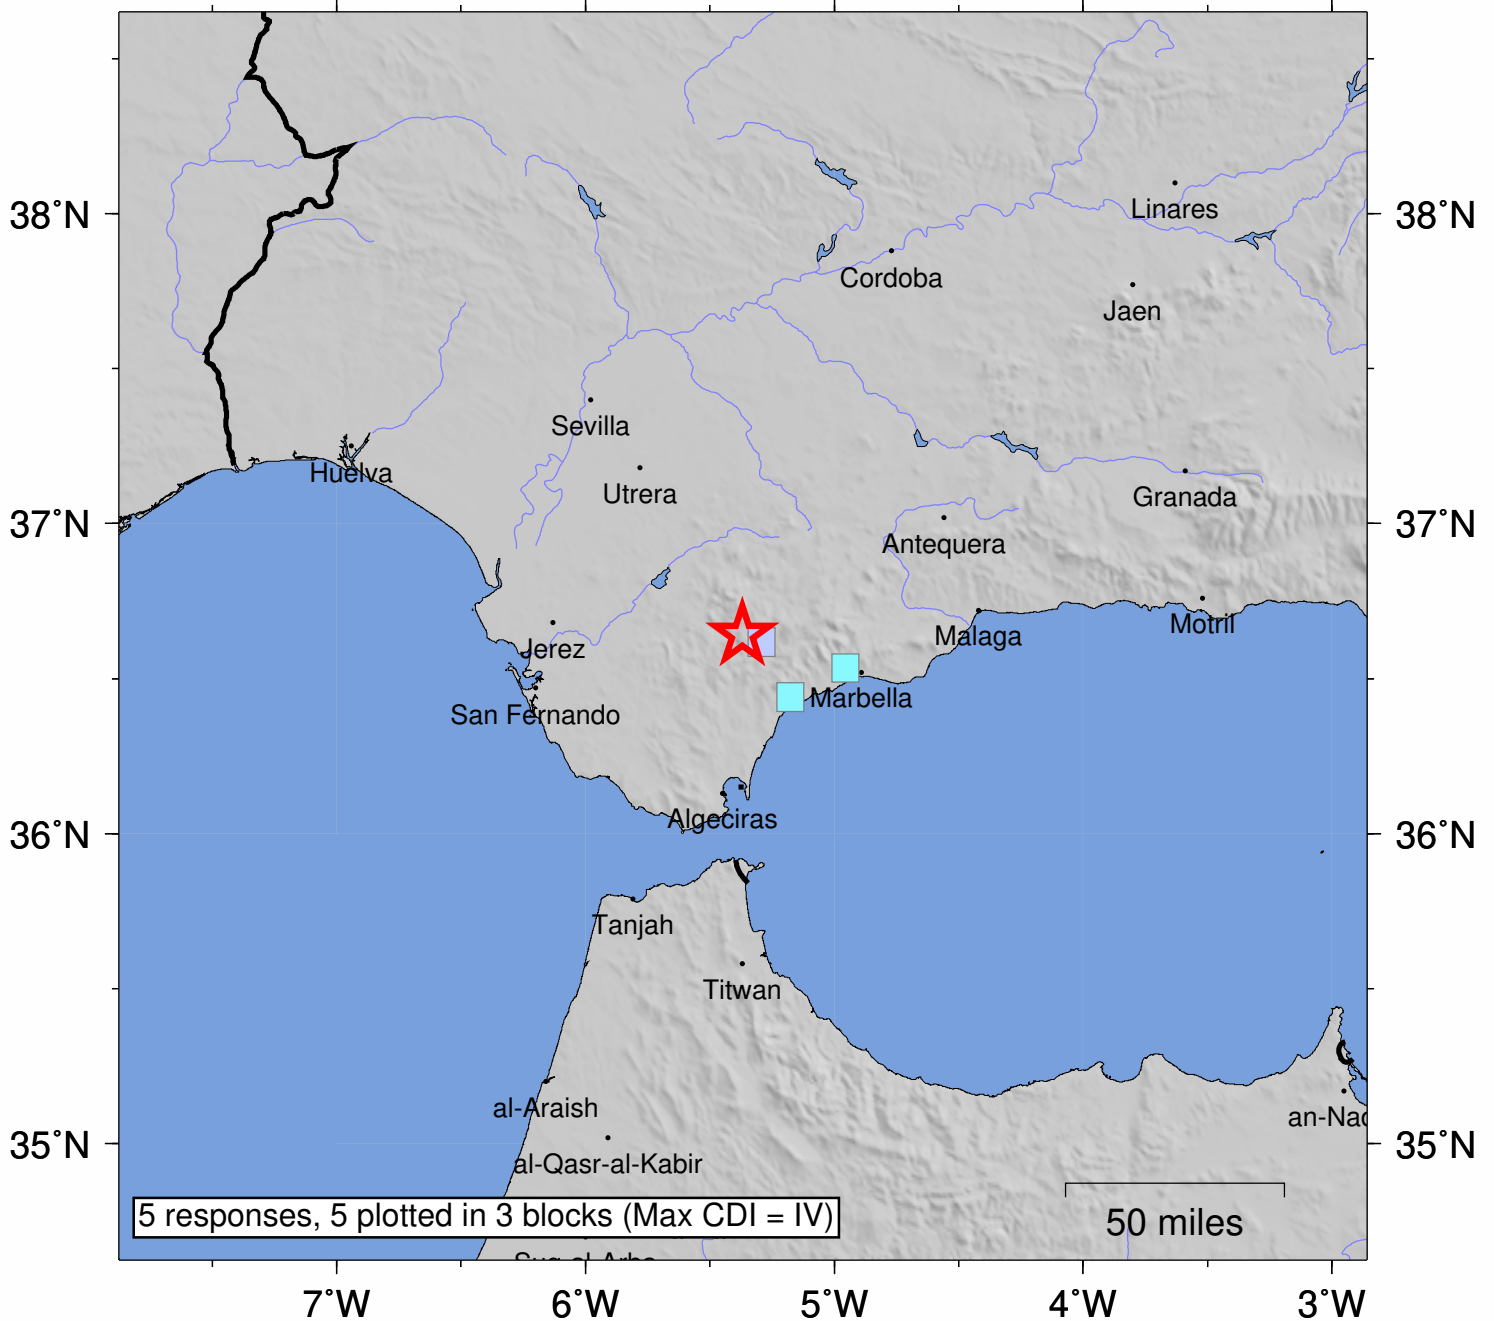 38°N
38°N
Linares
Cordoba
Jaen
Sevilla
Huelva
Utrera
Granada
37°N
37°N
Antequera
Motril
Malaga
Jerez
Marbella
San Fernando
Algeciras
36°N
36°N
Tanjah
Titwan
al-Araish
an-Nad
35°N
35°N
al-Qasr-al-Kabir
5 responses, 5 plotted in 3 blocks (Max CDI = IV)
50 miles
7°W
6°W
5°W
4°W
3°W